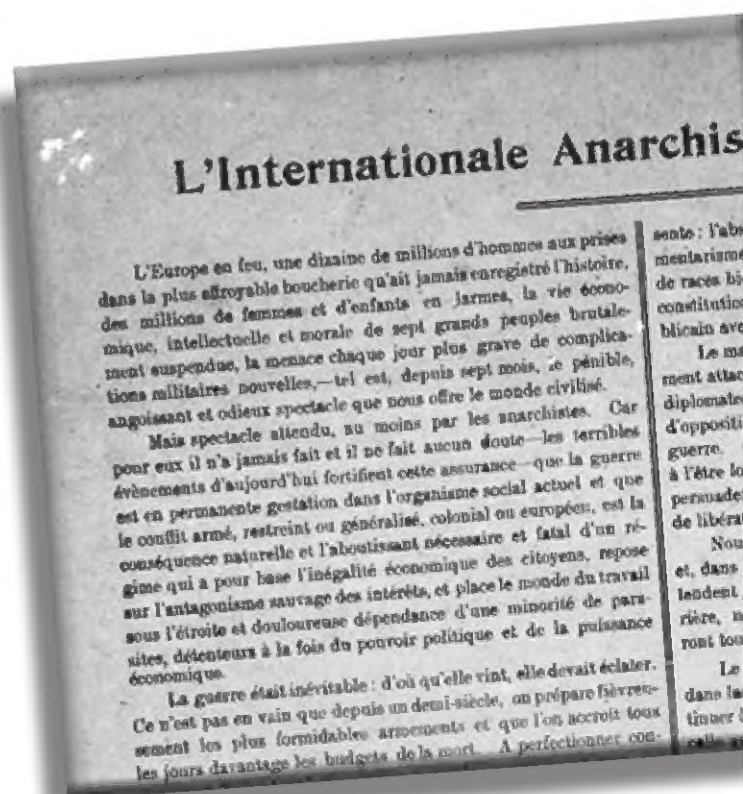 L'Internationale Anarchis
L'Europe en feu, une dizaine de millions d'hommes aux prises
dans la plus effroyable boucherie qu'ait jamais enregistré l'histoire,
des millions de femmes et d'enfants en larmes, la vie écono-
mique, intellectuelle et morale de sept grands peuples brutale-
ment suspendue, la menace chaque jour plus grave de complica-
tions militaires nouvelles,—tel est, depuis sept mois, le pénible,
angoissant et odieux spectacle que nous offre le monde civilisé.
Mais spectacle attendu, au moins par les anarchistes. Car
pour eux il n'a jamais fait et il ne fait aucun doute—les terribles
évènements d'aujourd'hui fortifient cette assurance—que la guerre
est en permanente gestation dans l'organisme social actuel et que
le conflit armé, restreint ou généralisé, colonial ou européen, est la
conséquence naturelle et l'aboutissant nécessaire et fatal d'un ré-
gime qui a pour base l'inégalité économique des citoyens, repose
sur l'antagonisme sauvage des intérêts, et place le monde du travail
sous l'étroite et douloureuse dépendance d'une minorité de para-
sites, détenteurs à la fois du pouvoir politique et de la puissance
économique.
La guerre était inévitable : d'où qu'elle vint, elle devait éclater.
Ce n'est pas en vain que depuis un demi-siècle, on prépare fiévreu-
sement les plus formidables armements et que l'on accroît tous
les jours davantage les budgets de la mort. A perfectionner con-
sente : l'abs
mentarisme
de races bi
constitution
blicain ave
Le ma
ment attac
diplomates
d'oppositi
guerre.
à l'être lo
persuader
de libérat
Nou
et, dans
tendent
rière, n
ront tou
Le
dans la
tinuer l